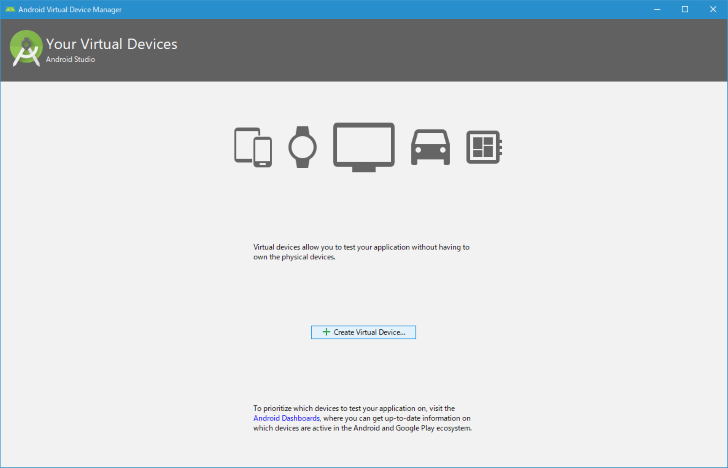 Android Virtual Device Manager
Your Virtual Devices
Android Studio
Virtual devices allow you to test your application without having to
own the physical devices.
Create Virtual Device...
To prioritize which devices to test your application on, visit the
Android Dashboards, where you can get up-to-date information on
which devices are active in the Android and Google Play ecosystem.